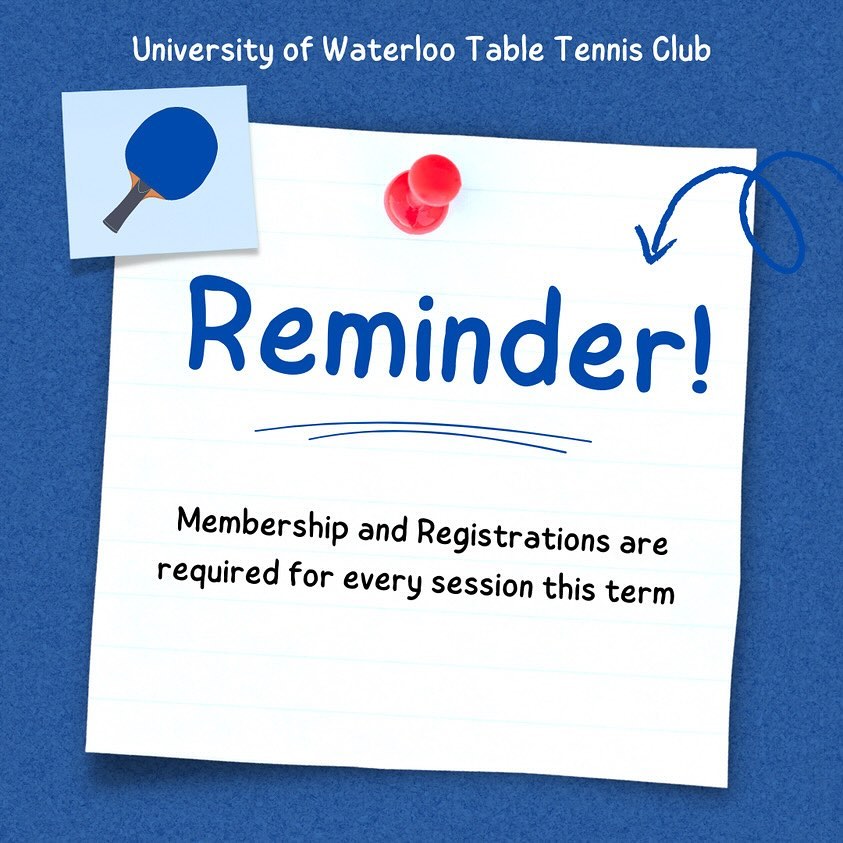 University of Waterloo Table Tennis Club
Reminder!
Membership and Registrations are
required for every session this term